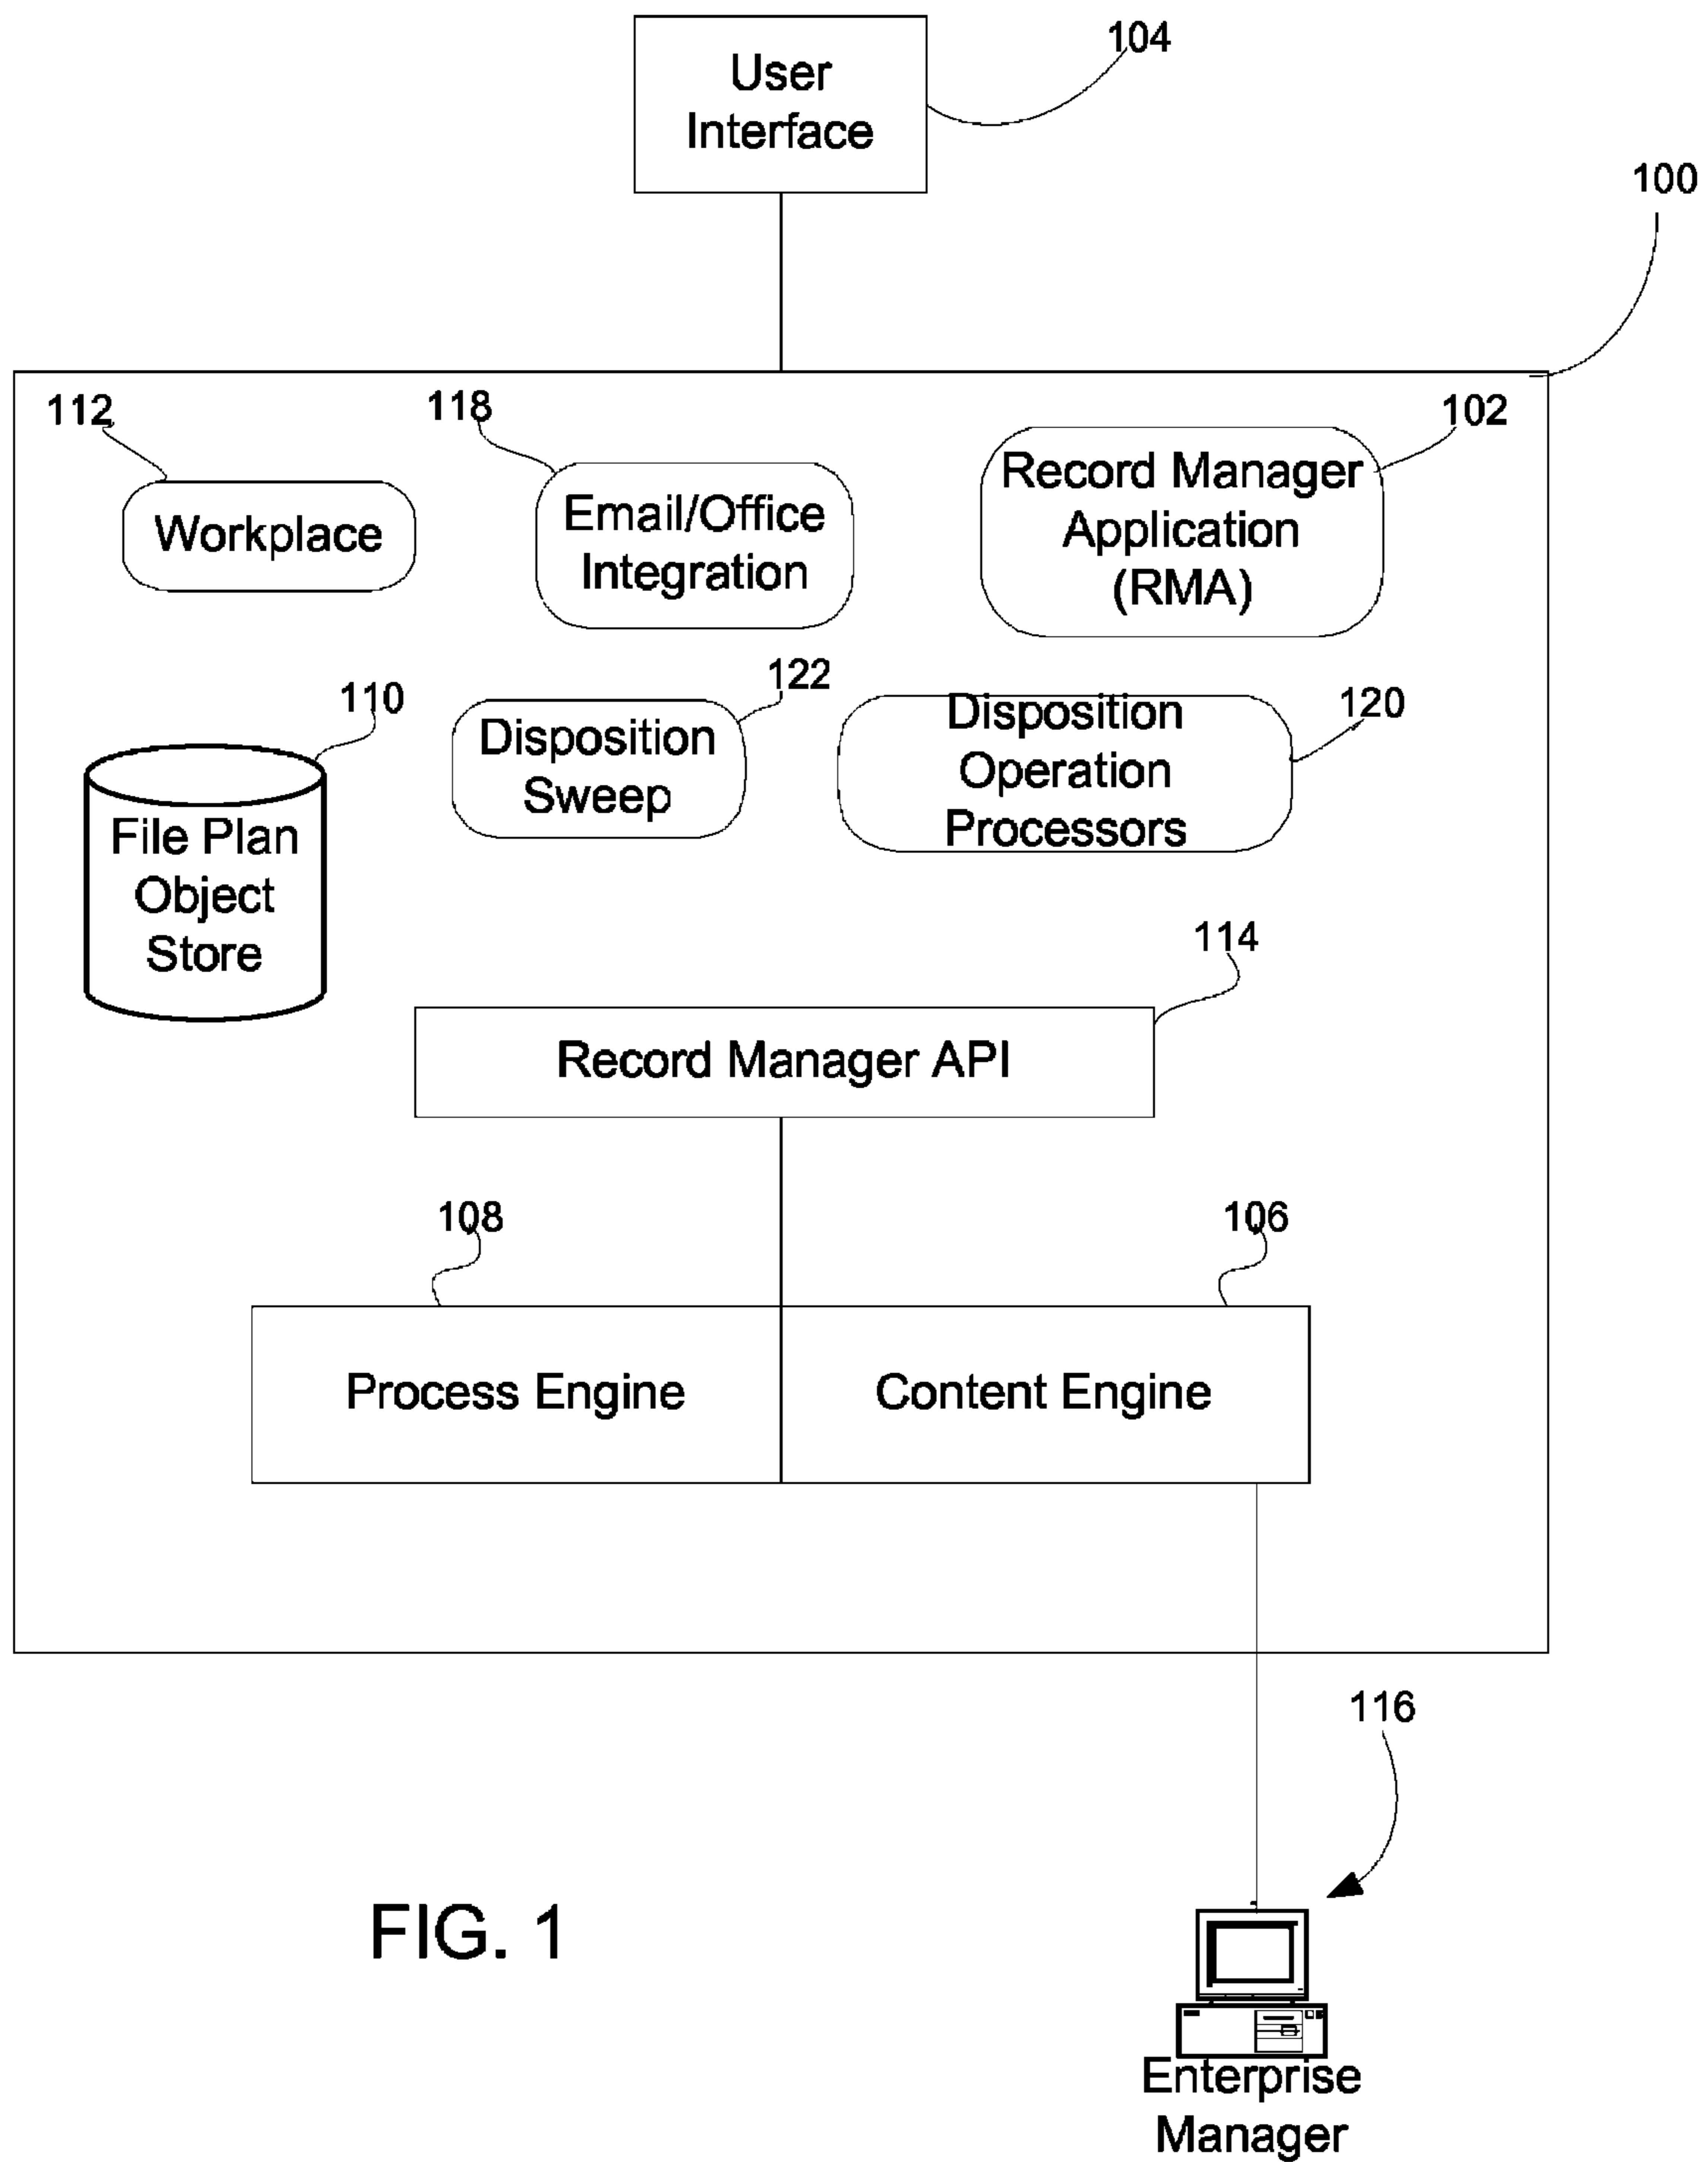 104
User
Interface
100
112
118
102
Workplace
Email/Office
Integration
Record Manager
Application
(RMA)
110
122
120
File Plan
Object
Store
Disposition
Sweep
Disposition
Operation
Processors
114
Record Manager API
108
106
Process Engine
Content Engine
116
FIG. 1
Enterprise
Manager